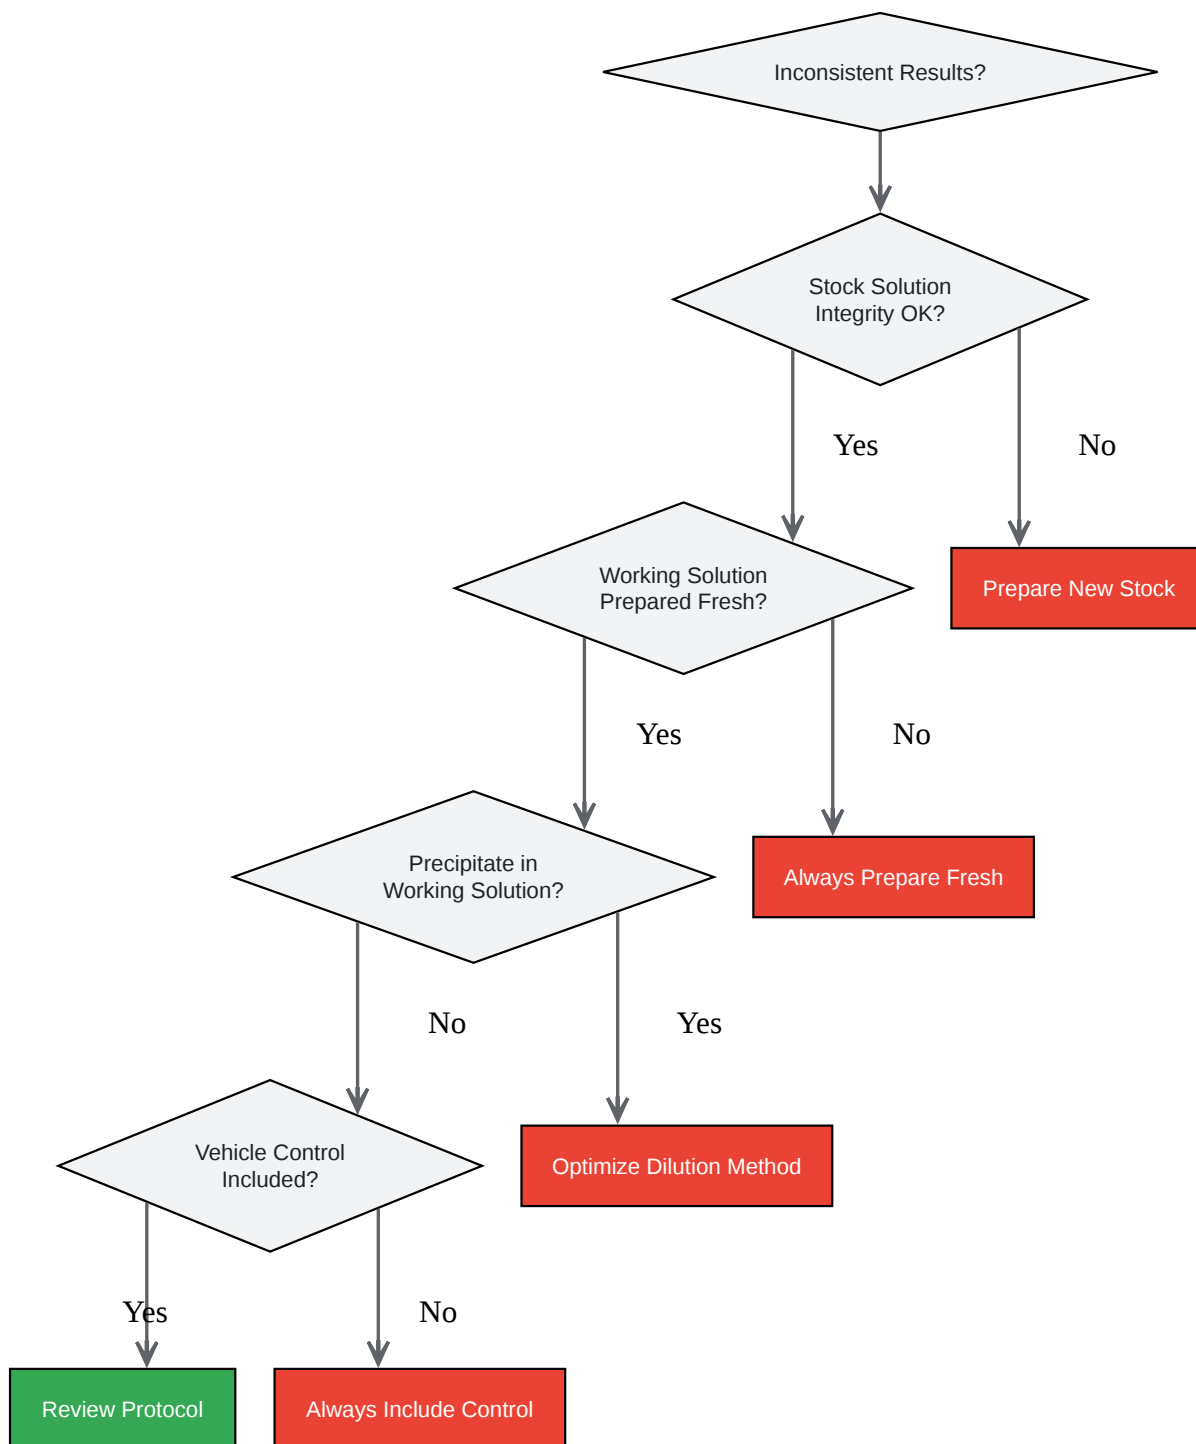 Inconsistent Results?
Stock Solution
Integrity OK?
Yes
No
Working Solution
Prepared Fresh?
Prepare New Stock
Yes
No
Precipitate in
Working Solution?
Always Prepare Fresh
No
Yes
Vehicle Control
Included?
Optimize Dilution Method
Yes
No
Review Protocol
Always Include Control